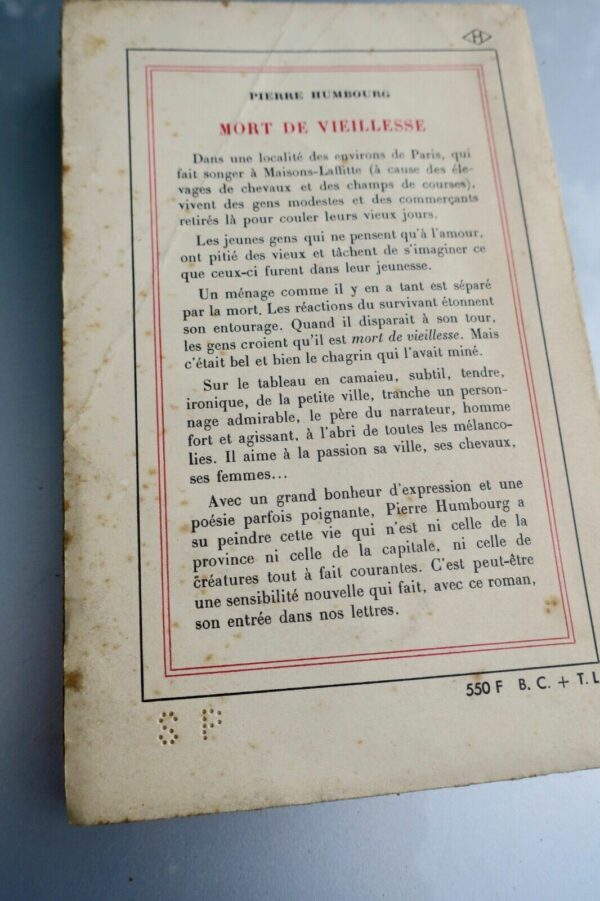 H
PIERRE HUMBOURG
MORT DE VIEILLESSE
Dans une localité des environs de Paris, qui
fait songer à Maisons-Laffitte (à cause des éle-
vages de chevaux et des champs de courses),
vivent des gens modestes et des commerçants
retirés là pour couler leurs vieux jours.
Les jeunes gens qui ne pensent qu'à l'amour,
ont pitié des vieux et tâchent de s'imaginer ce
que ceux-ci furent dans leur jeunesse.
Un ménage comme il y en a tant est séparé
par la mort. Les réactions du survivant étonnent
son entourage. Quand il disparaît à son tour,
les gens croient qu'il est mort de vieillesse. Mais
c'était bel et bien le chagrin qui l'avait miné.
Sur le tableau en camaieu, subtil, tendre,
ironique, de la petite ville, tranche un person-
nage admirable, le père du narrateur, homme
fort et agissant, à l'abri de toutes les mélanco-
lies. Il aime à la passion sa ville, ses chevaux,
ses femmes...
Avec un grand bonheur d'expression et une
poésie parfois poignante, Pierre Humbourg a
su peindre cette vie qui n'est ni celle de la
province ni celle de la capitale, ni celle de
créatures tout à fait courantes. C'est peut-être
une sensibilité nouvelle qui fait, avec ce roman,
son entrée dans nos lettres.
550 F B. C. + T. L
S P